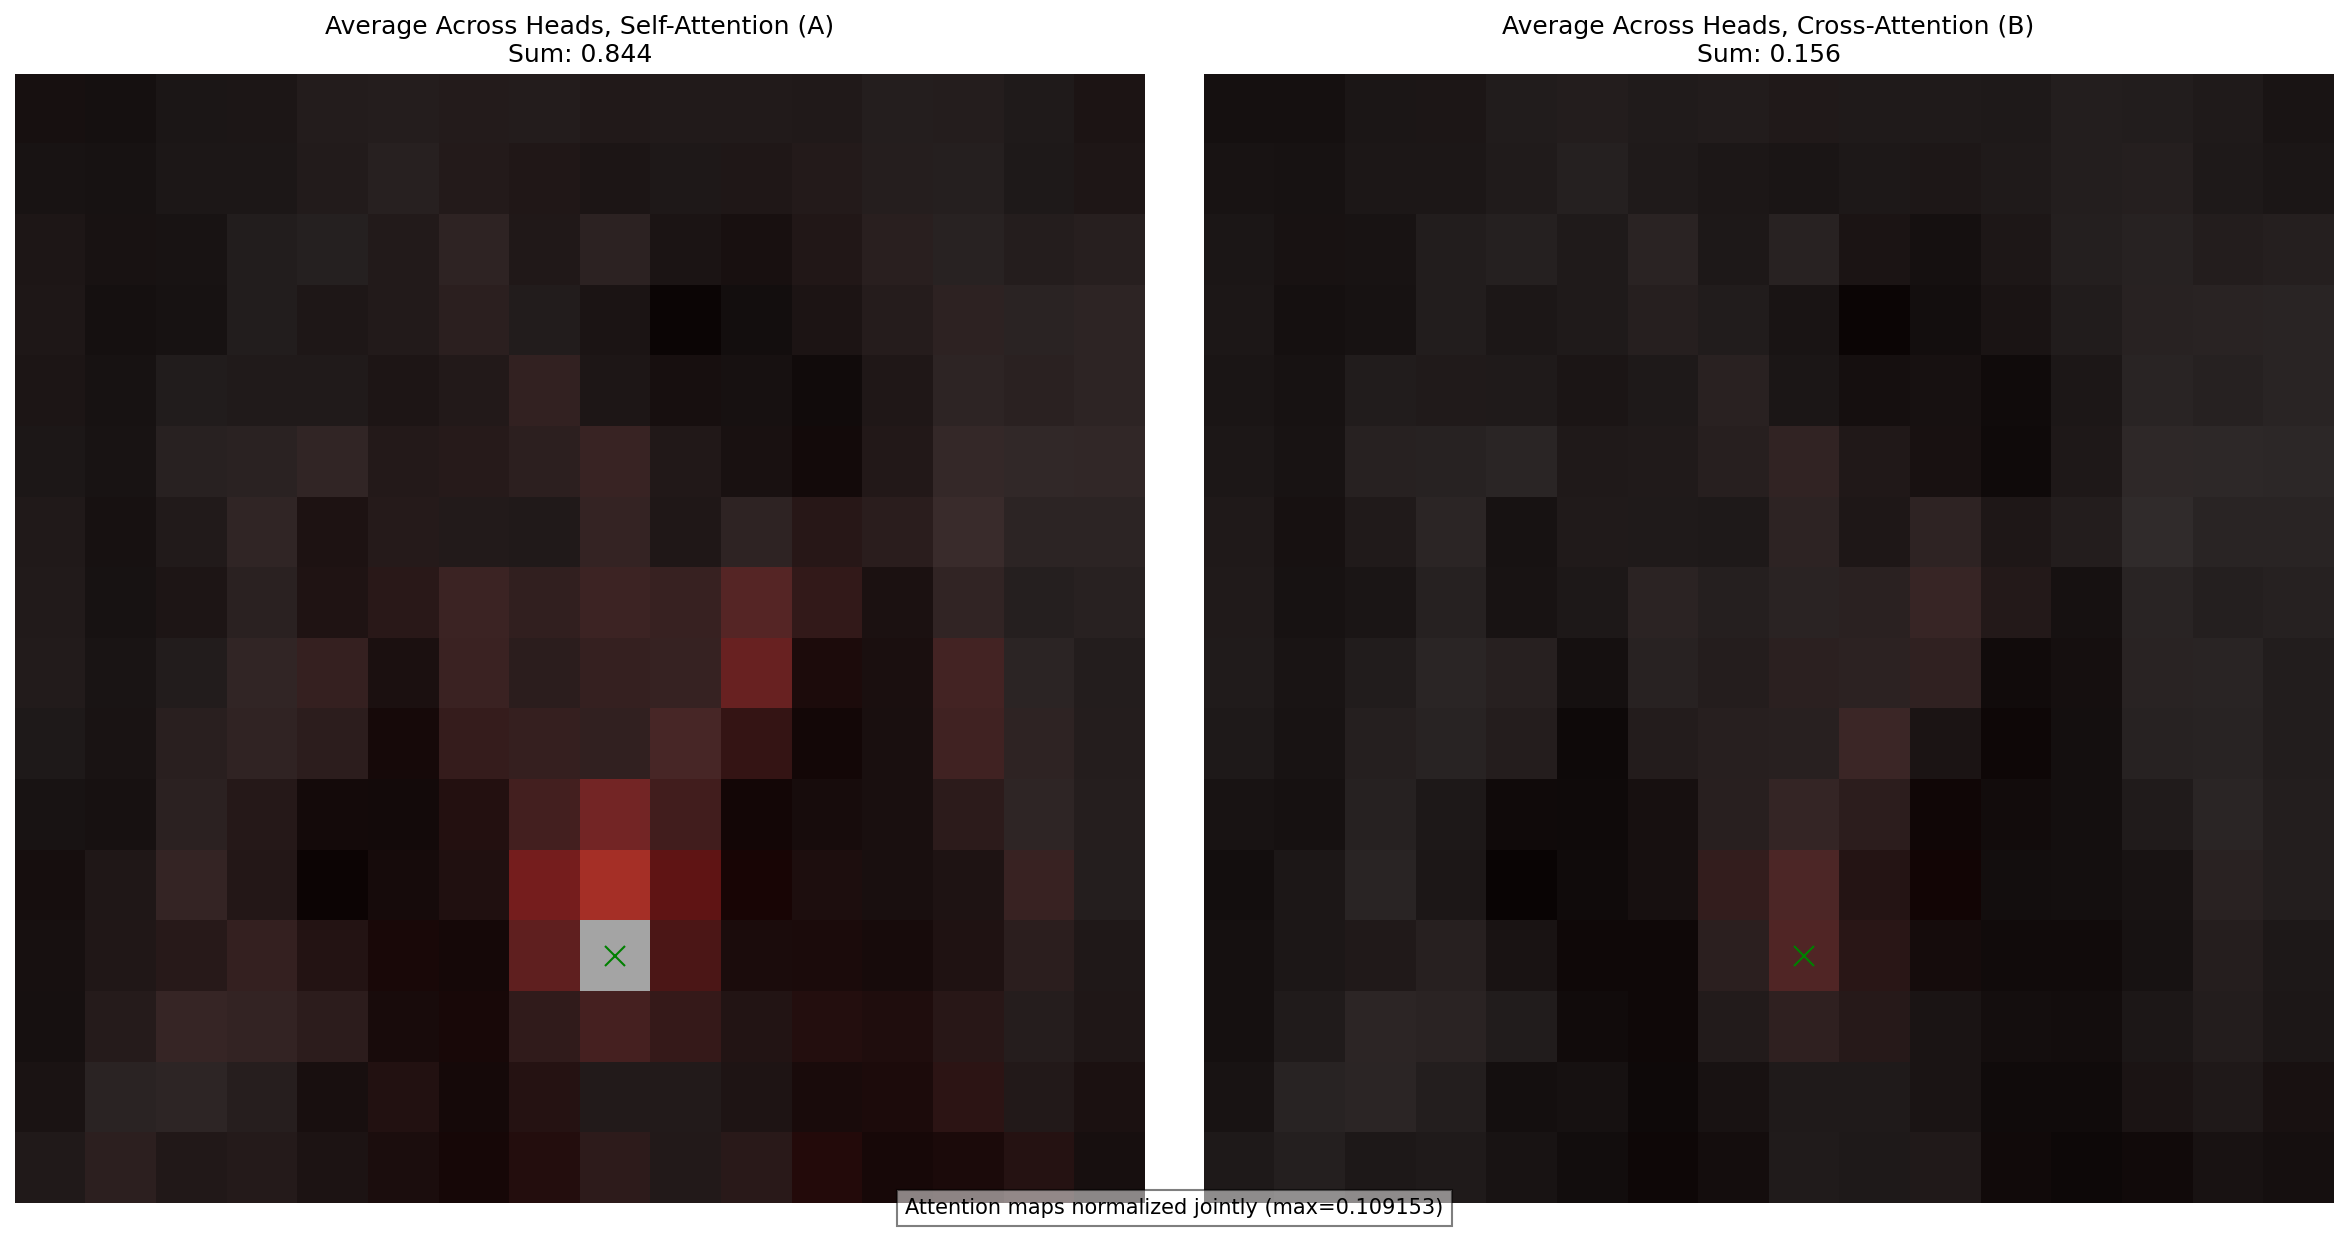 Average Across Heads, Self-Attention (A)
Sum: 0.844
Average Across Heads, Cross-Attention (B)
Sum: 0.156
Attention maps normalized jointly (max=0.109153)